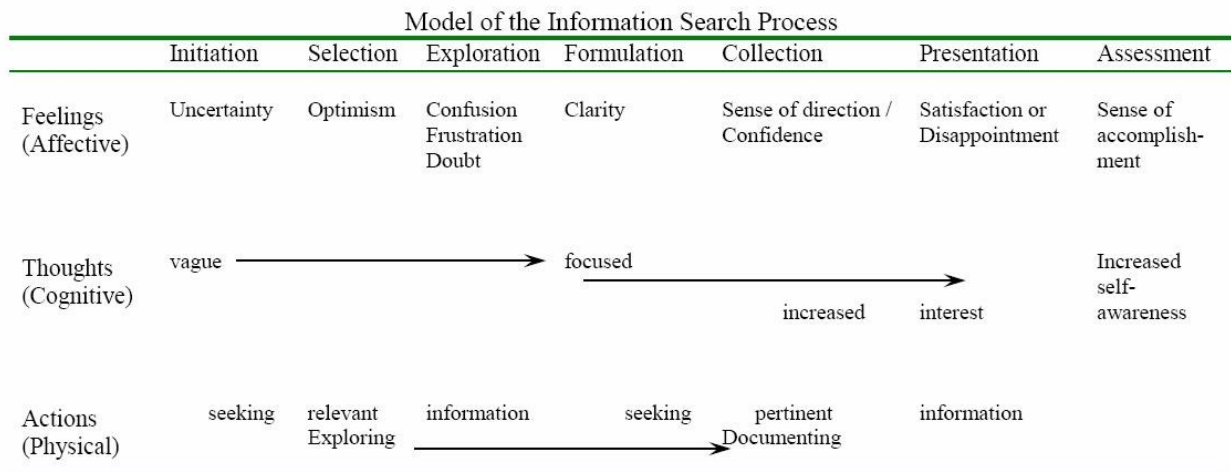 Model of the Information Search Process
Initiation Selection Exploration Formulation Collection Presentation Assessment
Feelings
(Affective)
Uncertainty
Optimism
Confusion
Frustration
Doubt
Clarity
Sense of direction /
Confidence
Satisfaction or
Disappointment
Sense of
accomplish-
ment
Thoughts
(Cognitive)
vague
focused
increased interest
Increased
self-
awareness
Actions
(Physical)
seeking relevant information seeking pertinent information
Exploring Documenting